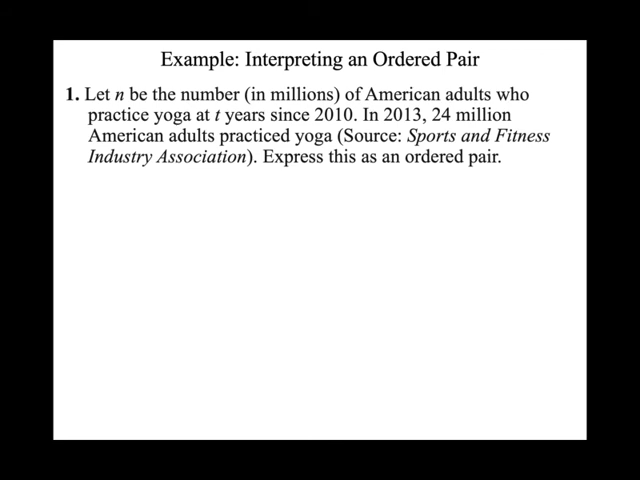 Example: Interpreting an Ordered Pair
1. Let n be the number (in millions) of American adults who
practice yoga at t years since 2010. In 2013, 24 million
American adults practiced yoga (Source: Sports and Fitness
Industry Association). Express this as an ordered pair.